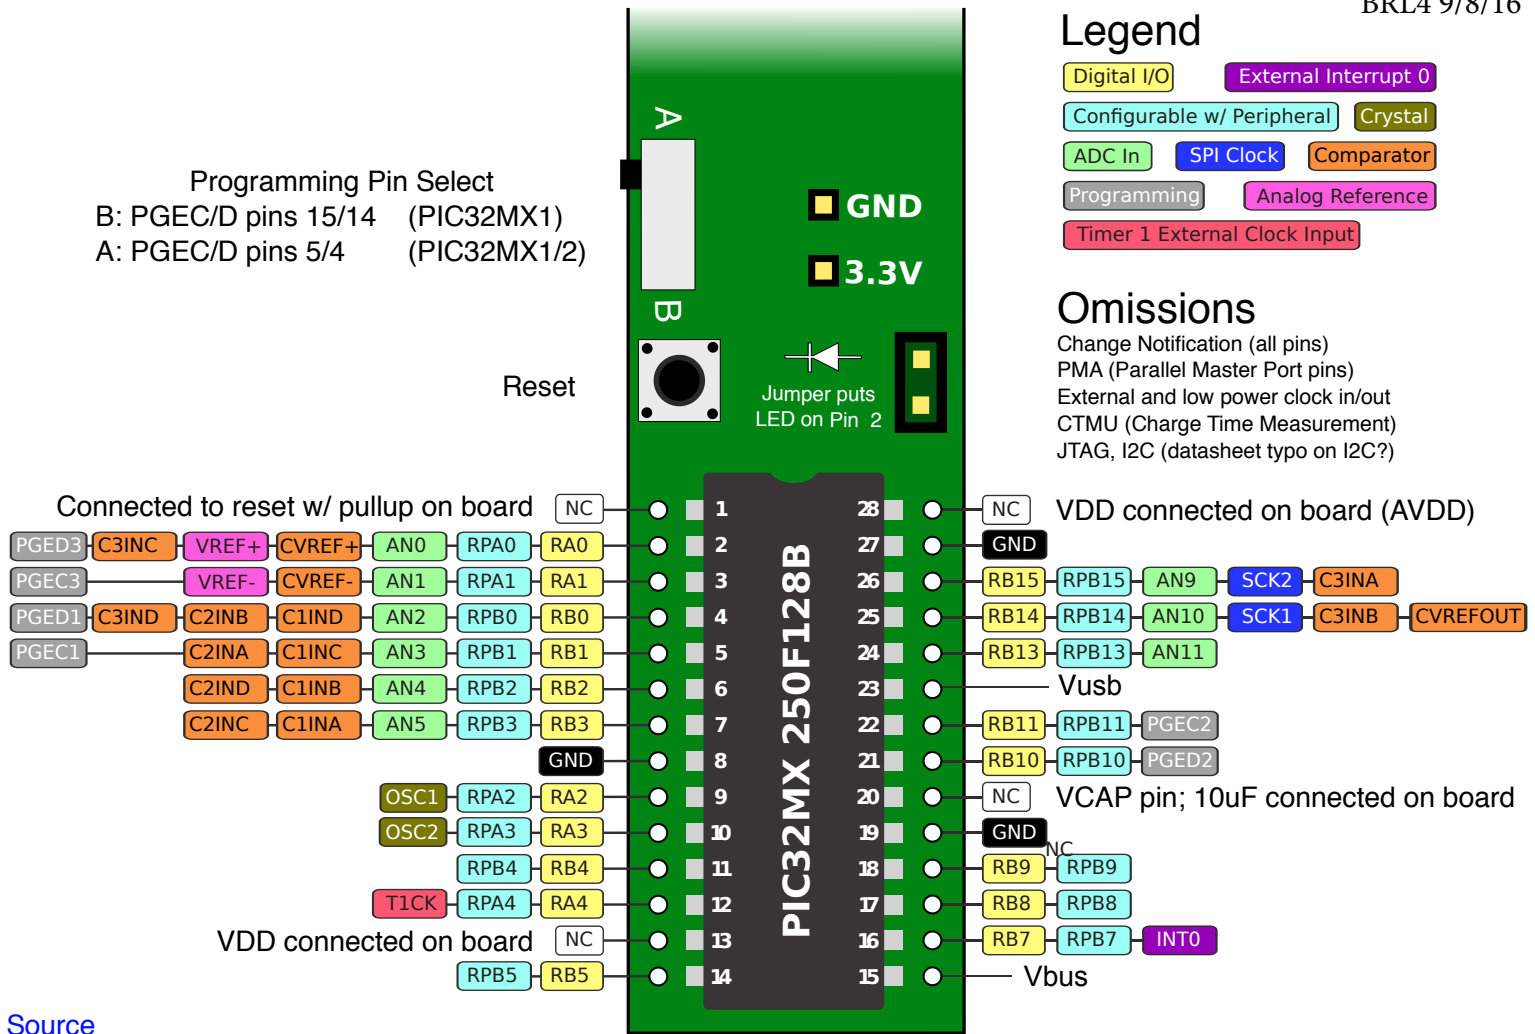 BRL4 9/8/16
Legend
Digital I/O External Interrupt 0
Configurable w/ Peripheral Crystal
ADC In SPI Clock Comparator
Programming Analog Reference
Timer 1 External Clock Input
Omissions
Change Notification (all pins)
PMA (Parallel Master Port pins)
External and low power clock in/out
CTMU (Charge Time Measurement)
JTAG, I2C (datasheet typo on I2C?)
Programming Pin Select
B: PGEC/D pins 15/14 (PIC32MX1)
A: PGEC/D pins 5/4 (PIC32MX1/2)
A
B
GND
3.3V
Reset
Jumper puts
LED on Pin 2
PIC32MX 250F128B
Connected to reset w/ pullup on board NC 1 28 NC VDD connected on board (AVDD)
PGED3 C3INC VREF+ CVREF+ AN0 RPA0 RA0 2 27 GND
PGEC3 VREF- CVREF- AN1 RPA1 RA1 3 26 RB15 RPB15 AN9 SCK2 C3INA
PGED1 C3IND C2INB C1IND AN2 RPB0 RB0 4 25 RB14 RPB14 AN10 SCK1 C3INB CVREFOUT
PGEC1 C2INA C1INC AN3 RPB1 RB1 5 24 RB13 RPB13 AN11
C2IND C1INB AN4 RPB2 RB2 6 23 Vusb
C2INC C1INA AN5 RPB3 RB3 7 22 RB11 RPB11 PGEC2
GND 8 21 RB10 RPB10 PGED2
OSC1 RPA2 RA2 9 20 NC VCAP pin; 10uF connected on board
OSC2 RPA3 RA3 10 19 GND
NC
RPB4 RB4 11 18 RB9 RPB9
T1CK RPA4 RA4 12 17 RB8 RPB8
VDD connected on board NC 13 16 RB7 RPB7 INT0
RPB5 RB5 14 15 Vbus
Source